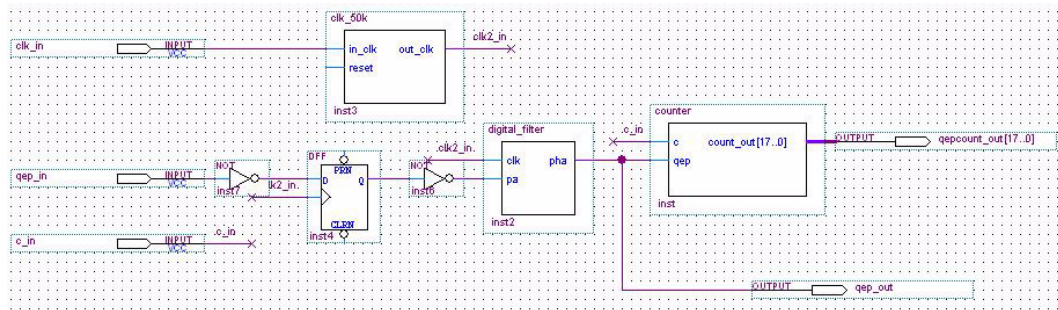 clk_50k
clk_in
INPUT
VCC
in_clk
out_clk
clk2_in
reset
inst3
counter
digital_filter
.c_in
c
count_out[17..0]
OUTPUT
qepcount_out[17..0]
clk2_in.
DFF
NOT
PRN
NOT
clk
pha
qep
qep_in
INPUT
VCC
inst7
lk2_in.
D
Q
inst6
pa
inst
CLRN
inst4
inst2
c_in
INPUT
VCC
.c_in
OUTPUT
qep_out